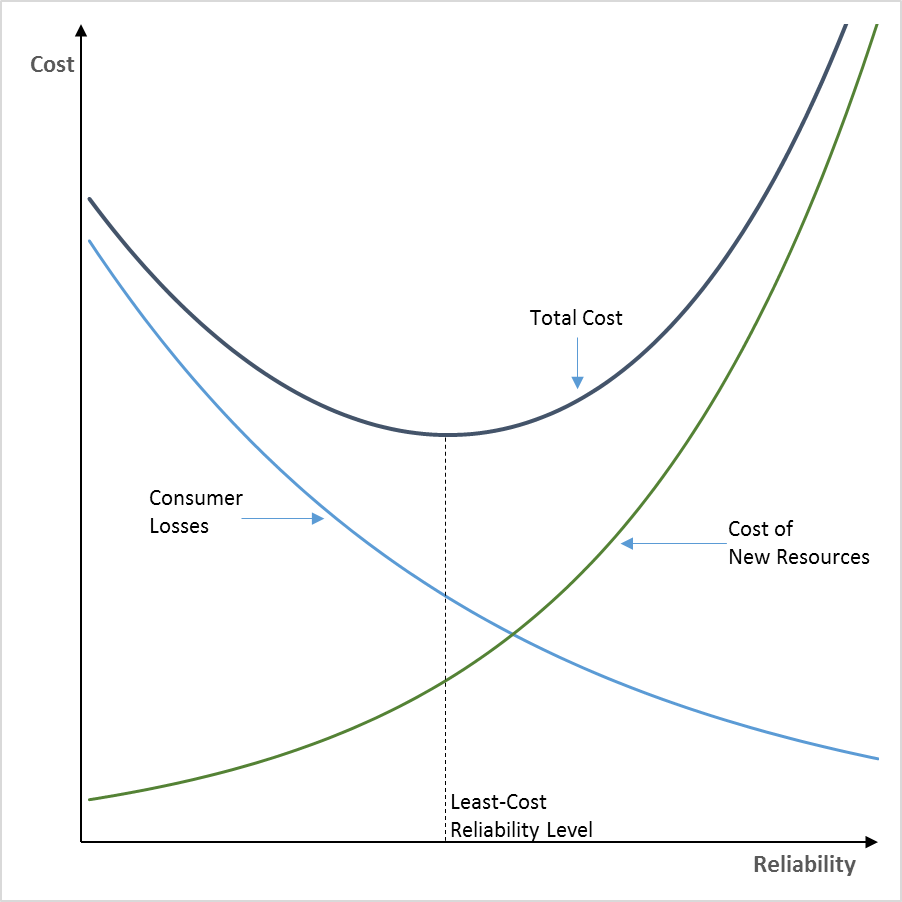 Cost
Total Cost
Consumer
Losses
Cost of
New Resources
Least-Cost
Reliability Level
Reliability